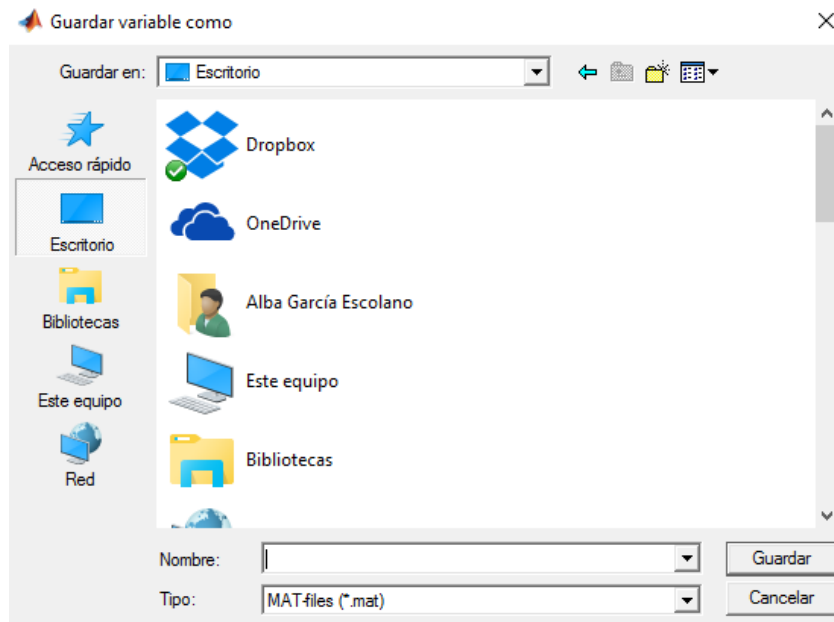 Guardar variable como
Guardar en: Escritorio
Acceso rápido
Escritorio
Bibliotecas
Este equipo
Red
Dropbox
OneDrive
Alba García Escolano
Este equipo
Bibliotecas
Nombre:
Guardar
Tipo: MAT-files (*.mat)
Cancelar